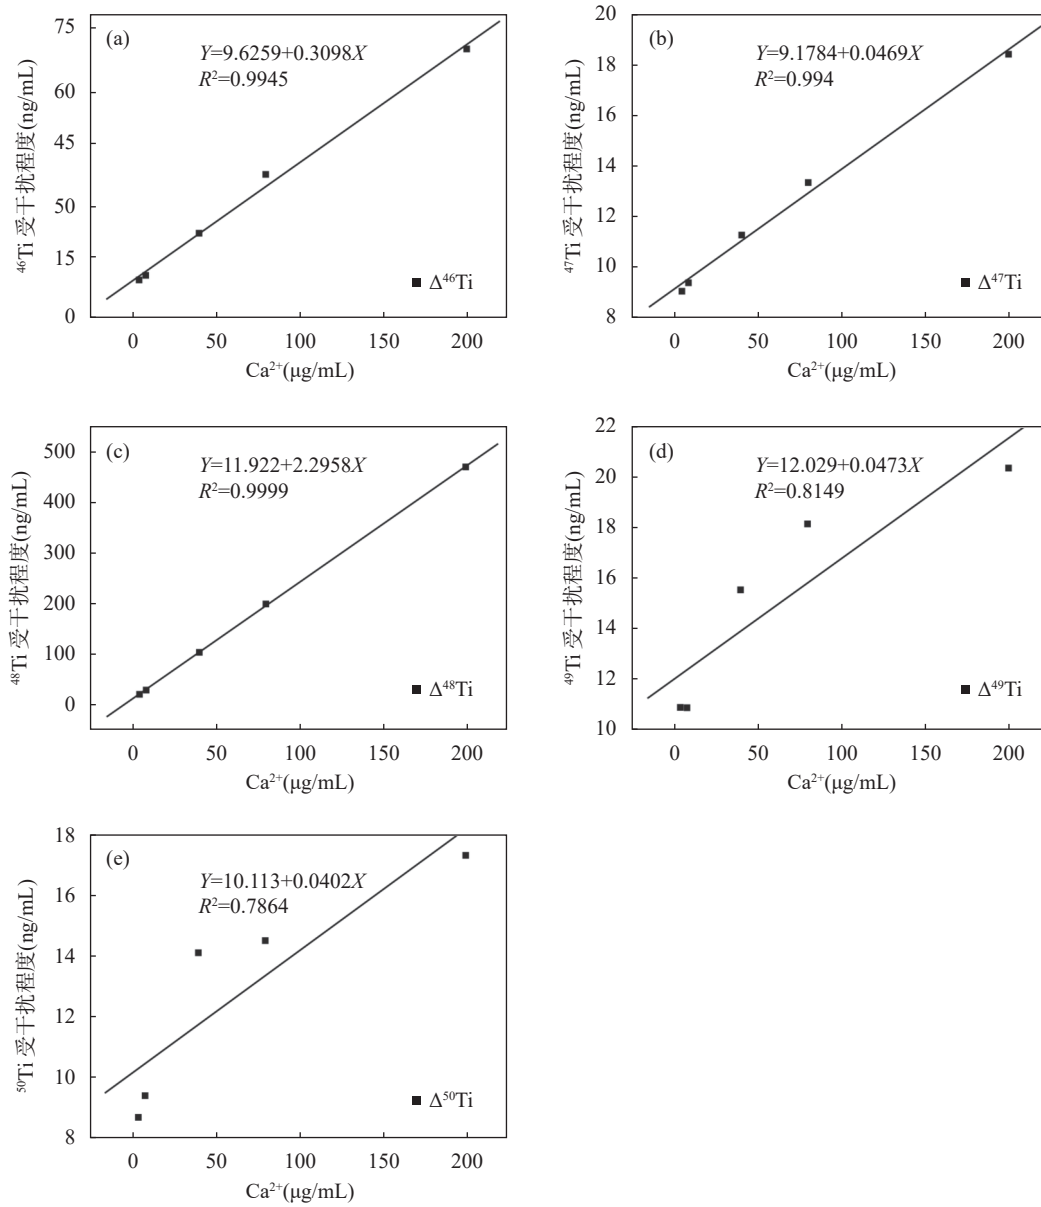 (a)
Y=9.6259+0.3098X
R²=0.9945
⁴⁶Ti 受干扰程度(ng/mL)
75
60
45
50
15
0
■ Δ⁴⁶Ti
0 50 100 150 200
Ca²⁺(μg/mL)
(b)
Y=9.1784+0.0469X
R²=0.994
⁴⁷Ti 受干扰程度(ng/mL)
20
18
16
14
12
10
8
■ Δ⁴⁷Ti
0 50 100 150 200
Ca²⁺(μg/mL)
(c)
Y=11.922+2.2958X
R²=0.9999
⁴⁸Ti 受干扰程度(ng/mL)
500
400
300
200
100
0
■ Δ⁴⁸Ti
0 50 100 150 200
Ca²⁺(μg/mL)
(d)
Y=12.029+0.0473X
R²=0.8149
⁴⁹Ti 受干扰程度(ng/mL)
22
20
18
16
14
12
10
■ Δ⁴⁹Ti
0 50 100 150 200
Ca²⁺(μg/mL)
(e)
Y=10.113+0.0402X
R²=0.7864
⁵⁰Ti 受干扰程度(ng/mL)
18
16
14
12
10
8
■ Δ⁵⁰Ti
0 50 100 150 200
Ca²⁺(μg/mL)